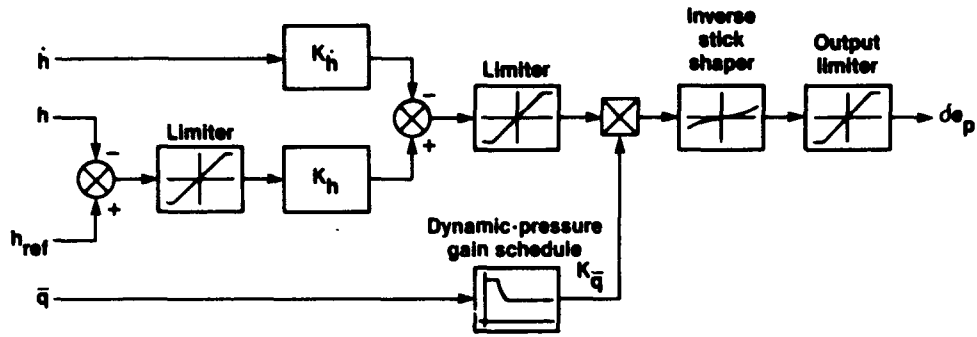 ḣ
K_ḣ
Limiter
Inverse
stick
shaper
Output
limiter
h
−
Limiter
−
+
K_h
δe_p
+
h_ref
Dynamic-pressure
gain schedule
K_q̅
q̅